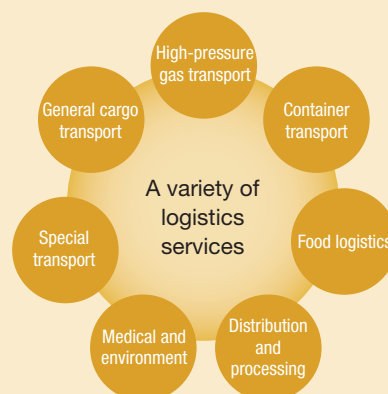 High-pressure
gas transport
General cargo
transport
Container
transport
A variety of
logistics
services
Special
transport
Food logistics
Medical and
environment
Distribution
and
processing